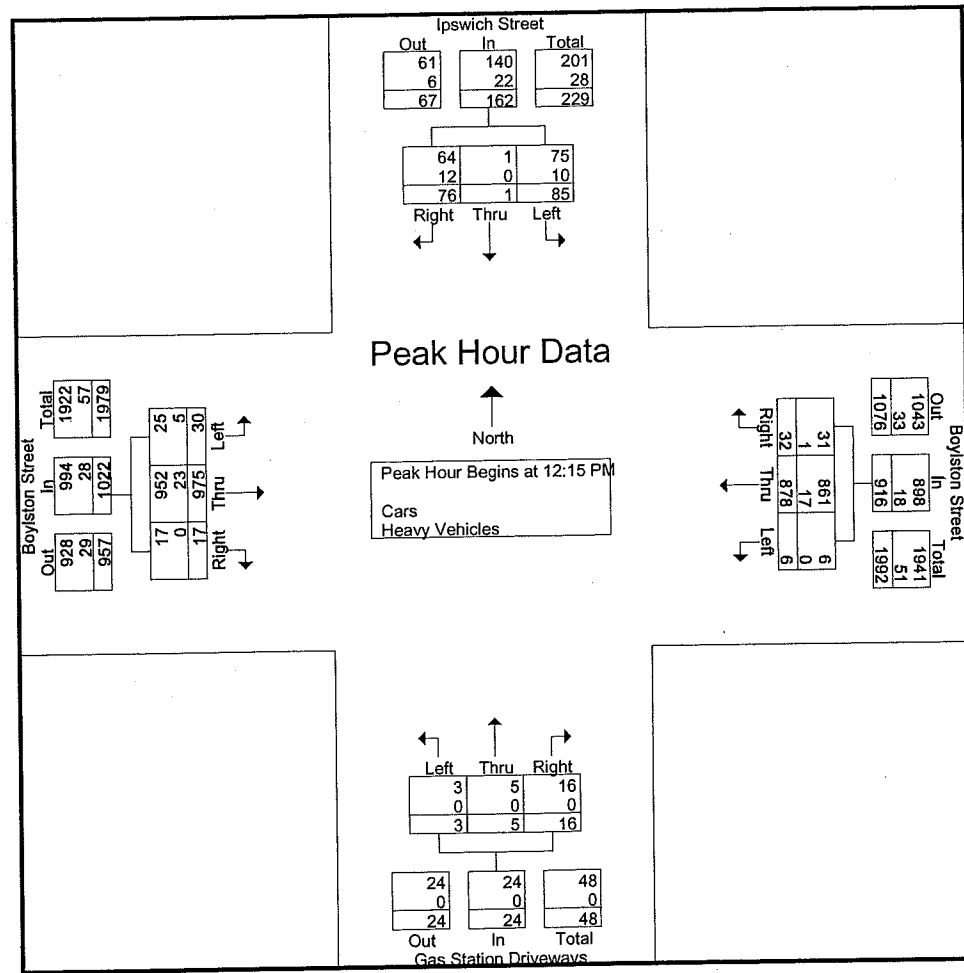 Ipswich Street
Out In Total
61 140 201
6 22 28
67 162 229
64 1 75
12 0 10
76 1 85
Right Thru Left
Peak Hour Data
North
Peak Hour Begins at 12:15 PM
Cars
Heavy Vehicles
Boylston Street
Total In Out
1922 994 928
57 28 29
1979 1022 957
25 952 17
5 23 0
30 975 17
Left Thru Right
Boylston Street
Out In Total
1043 898 1941
33 18 51
1076 916 1992
31 861 6
1 17 0
32 878 6
Right Thru Left
Left Thru Right
3 5 16
0 0 0
3 5 16
24 24 48
0 0 0
24 24 48
Out In Total
Gas Station Driveways